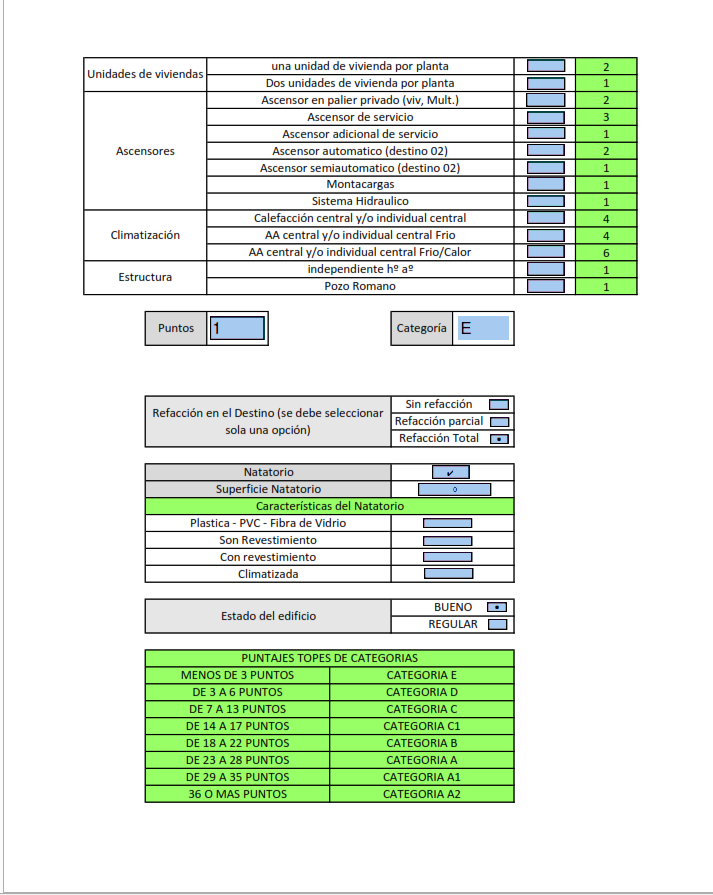 Unidades de viviendas
una unidad de vivienda por planta 2
Dos unidades de vivienda por planta 1
Ascensores
Ascensor en palier privado (viv, Mult.) 2
Ascensor de servicio 3
Ascensor adicional de servicio 1
Ascensor automatico (destino 02) 2
Ascensor semiautomatico (destino 02) 1
Montacargas 1
Sistema Hidraulico 1
Climatización
Calefacción central y/o individual central 4
AA central y/o individual central Frio 4
AA central y/o individual central Frio/Calor 6
Estructura
independiente hº aº 1
Pozo Romano 1
Puntos 1 Categoría E
Refacción en el Destino (se debe seleccionar
sola una opción)
Sin refacción
Refacción parcial
Refacción Total
Natatorio
Superficie Natatorio 0
Características del Natatorio
Plastica - PVC - Fibra de Vidrio
Son Revestimiento
Con revestimiento
Climatizada
Estado del edificio
BUENO
REGULAR
PUNTAJES TOPES DE CATEGORIAS
MENOS DE 3 PUNTOS CATEGORIA E
DE 3 A 6 PUNTOS CATEGORIA D
DE 7 A 13 PUNTOS CATEGORIA C
DE 14 A 17 PUNTOS CATEGORIA C1
DE 18 A 22 PUNTOS CATEGORIA B
DE 23 A 28 PUNTOS CATEGORIA A
DE 29 A 35 PUNTOS CATEGORIA A1
36 O MAS PUNTOS CATEGORIA A2